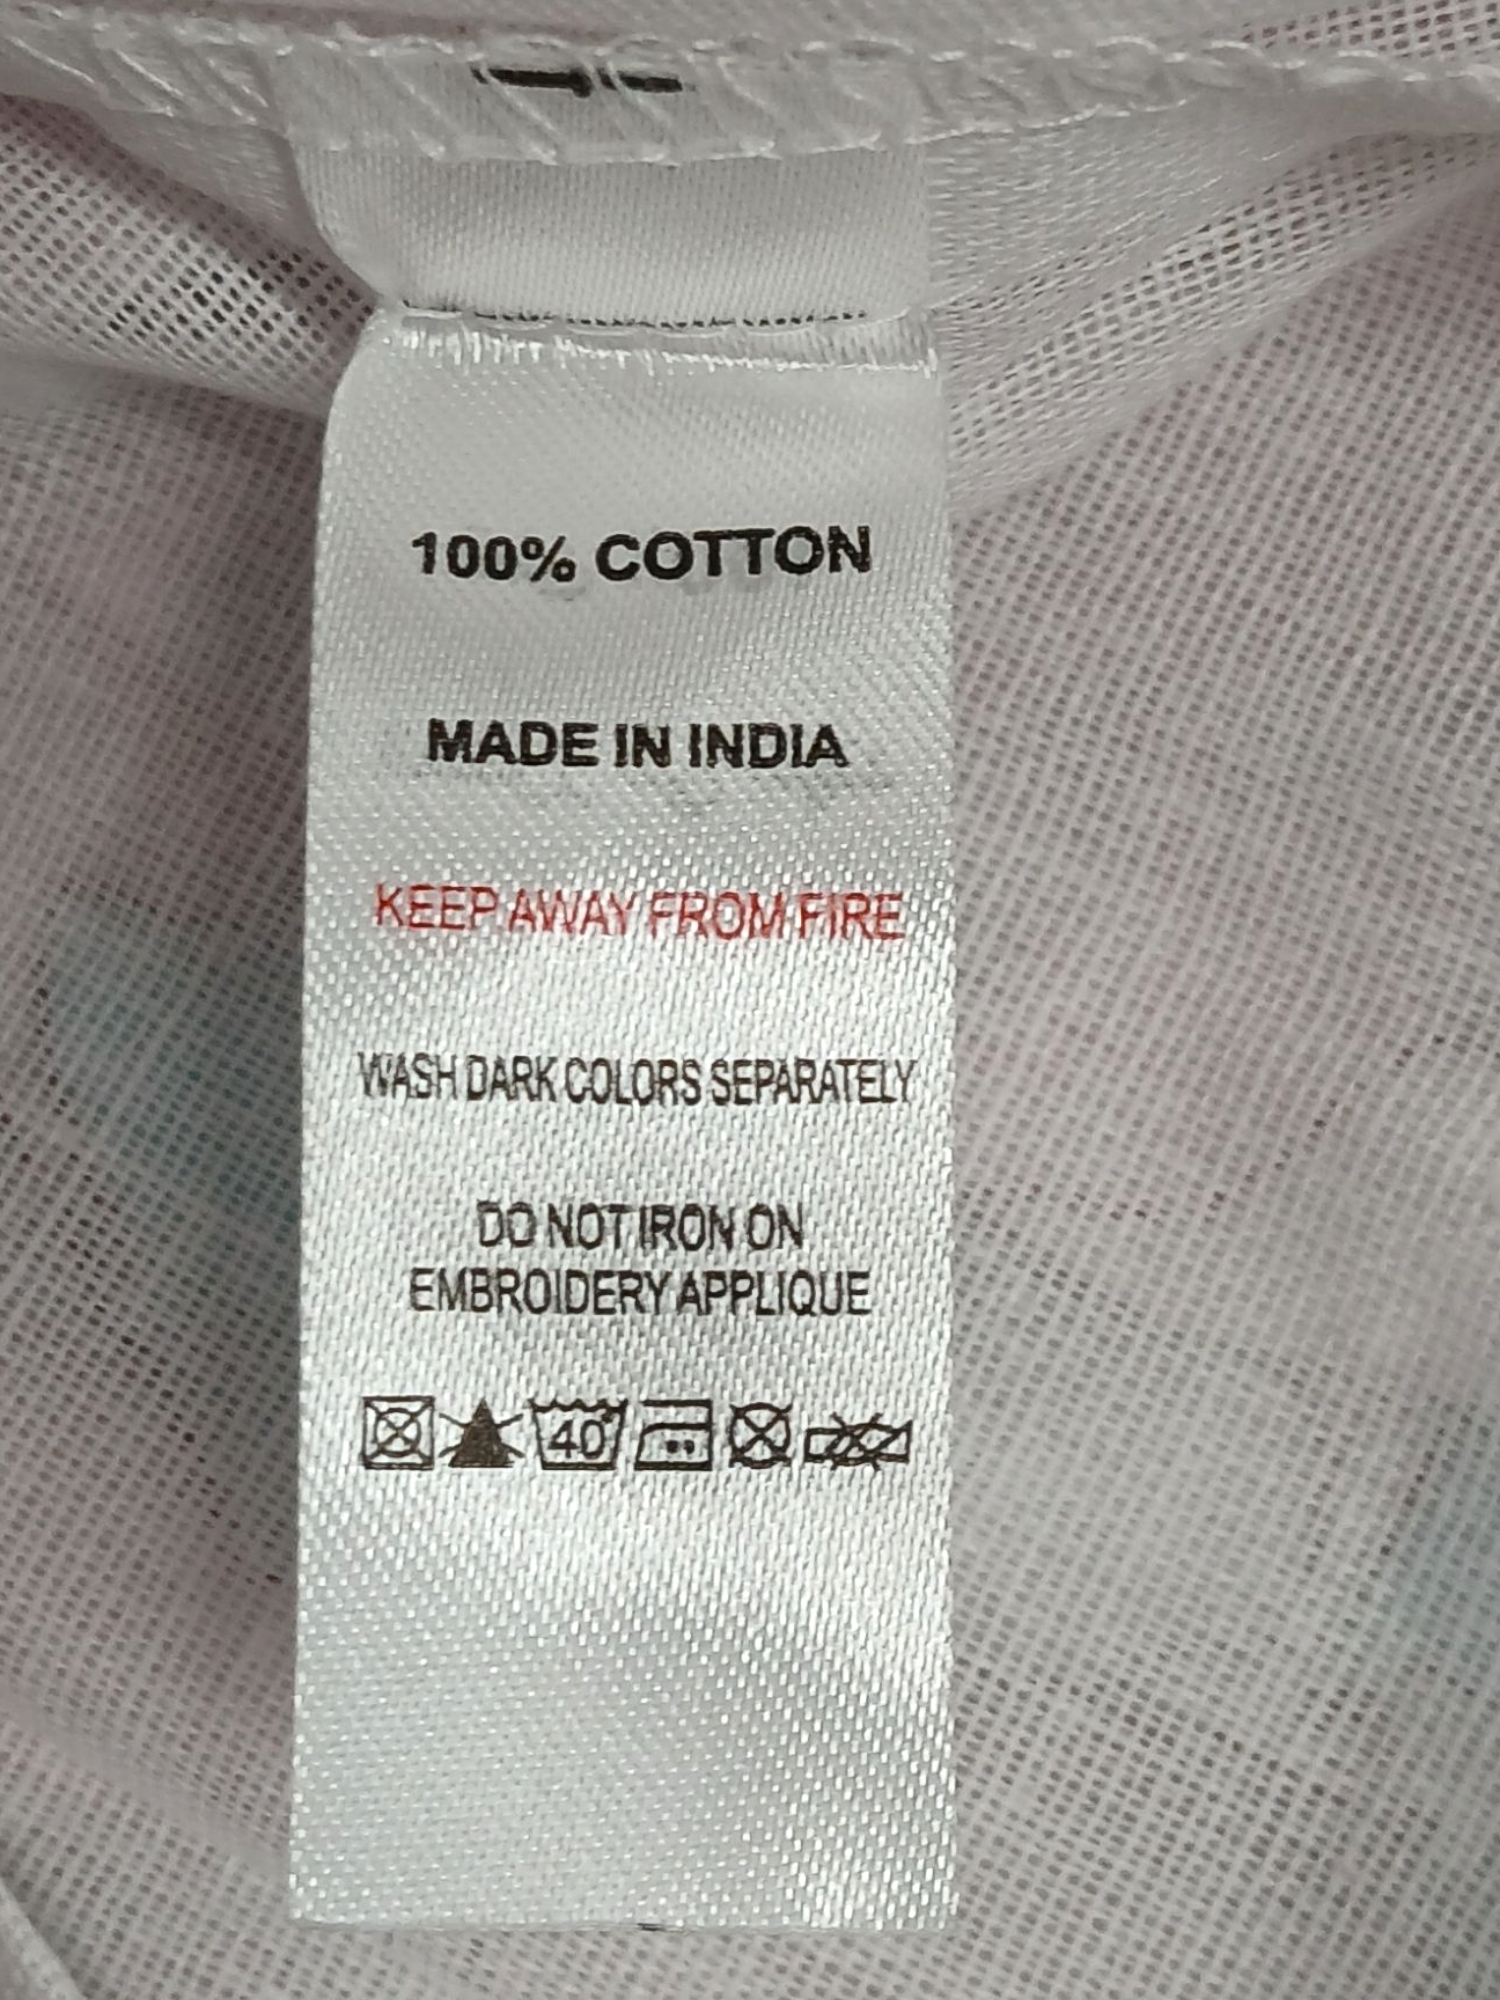 100% COTTON
MADE IN INDIA
KEEP AWAY FROM FIRE
WASH DARK COLORS SEPARATELY
DO NOT IRON ON
EMBROIDERY APPLIQUE
40°